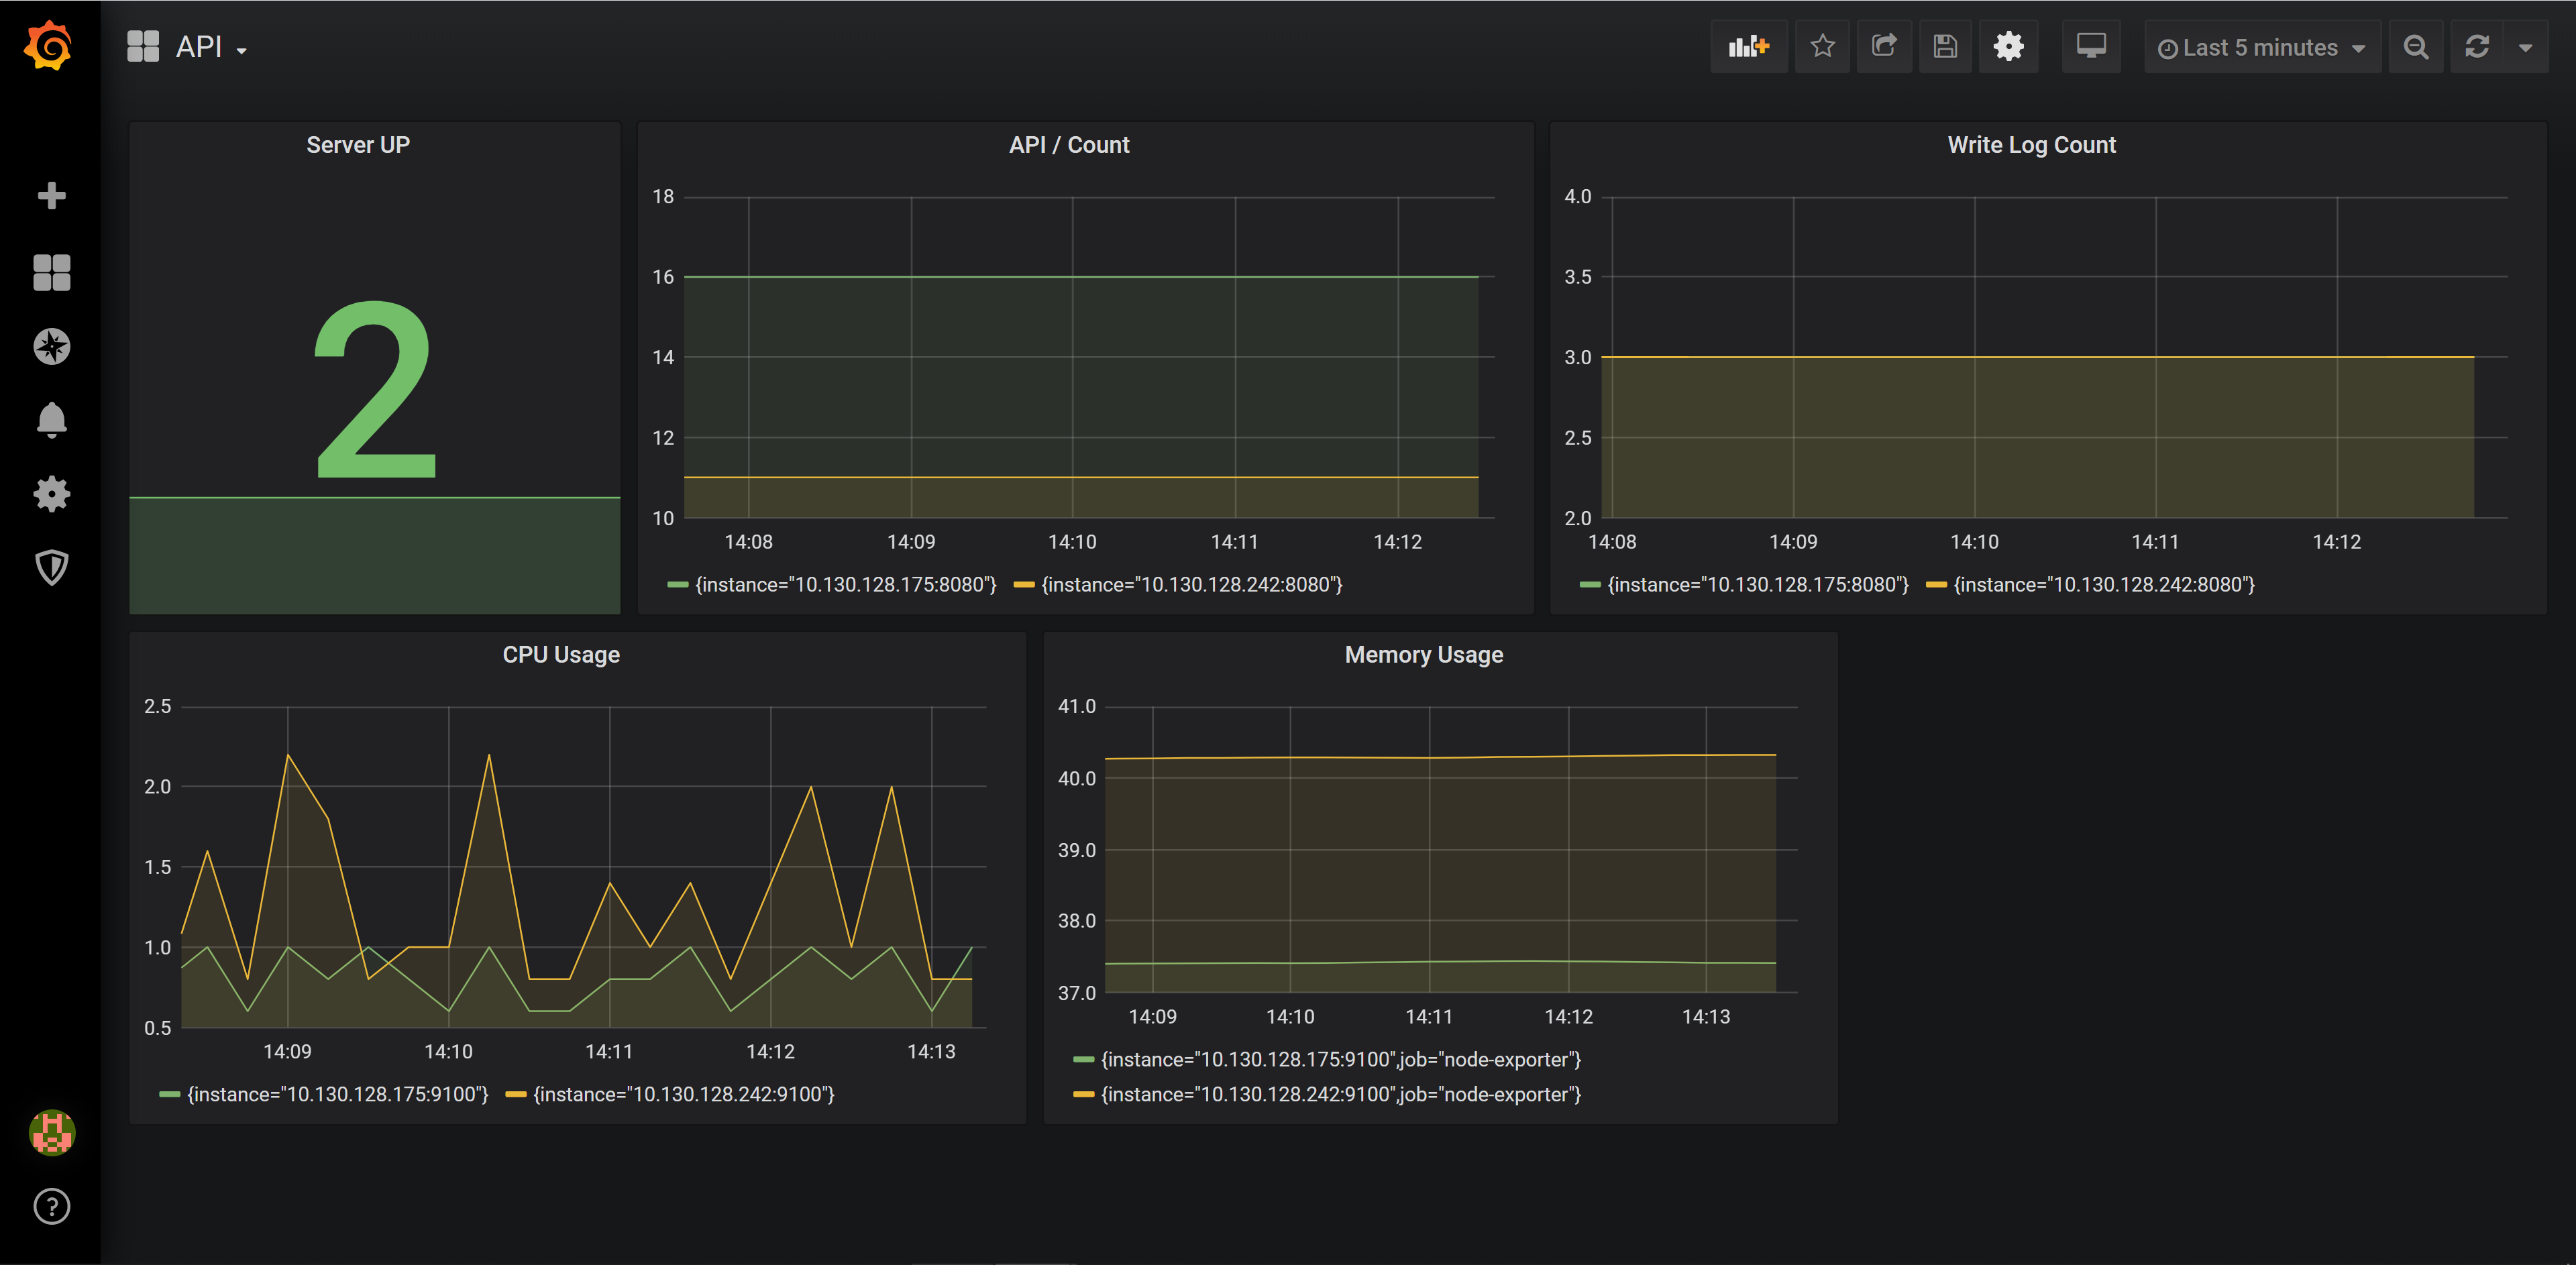 API
Last 5 minutes
Server UP
2
API / Count
18
16
14
12
10
14:08 14:09 14:10 14:11 14:12
{instance="10.130.128.175:8080"} {instance="10.130.128.242:8080"}
Write Log Count
4.0
3.5
3.0
2.5
2.0
14:08 14:09 14:10 14:11 14:12
{instance="10.130.128.175:8080"} {instance="10.130.128.242:8080"}
CPU Usage
2.5
2.0
1.5
1.0
0.5
14:09 14:10 14:11 14:12 14:13
{instance="10.130.128.175:9100"} {instance="10.130.128.242:9100"}
Memory Usage
41.0
40.0
39.0
38.0
37.0
14:09 14:10 14:11 14:12 14:13
{instance="10.130.128.175:9100",job="node-exporter"}
{instance="10.130.128.242:9100",job="node-exporter"}
?